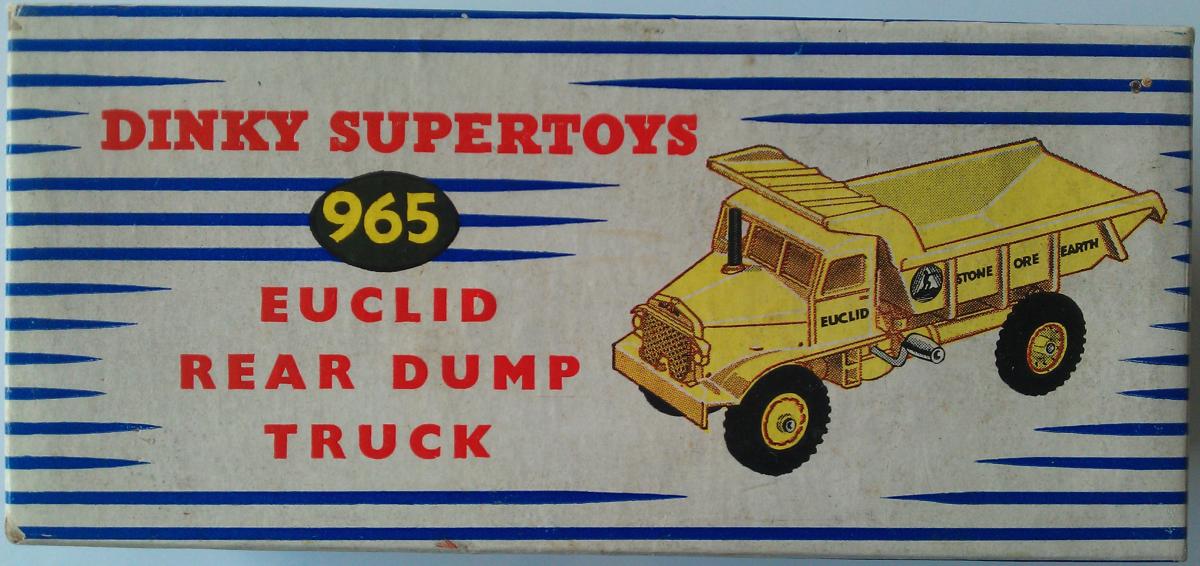 DINKY SUPERTOYS
965
EUCLID
REAR DUMP
TRUCK
EUCLID
STONE ORE EARTH